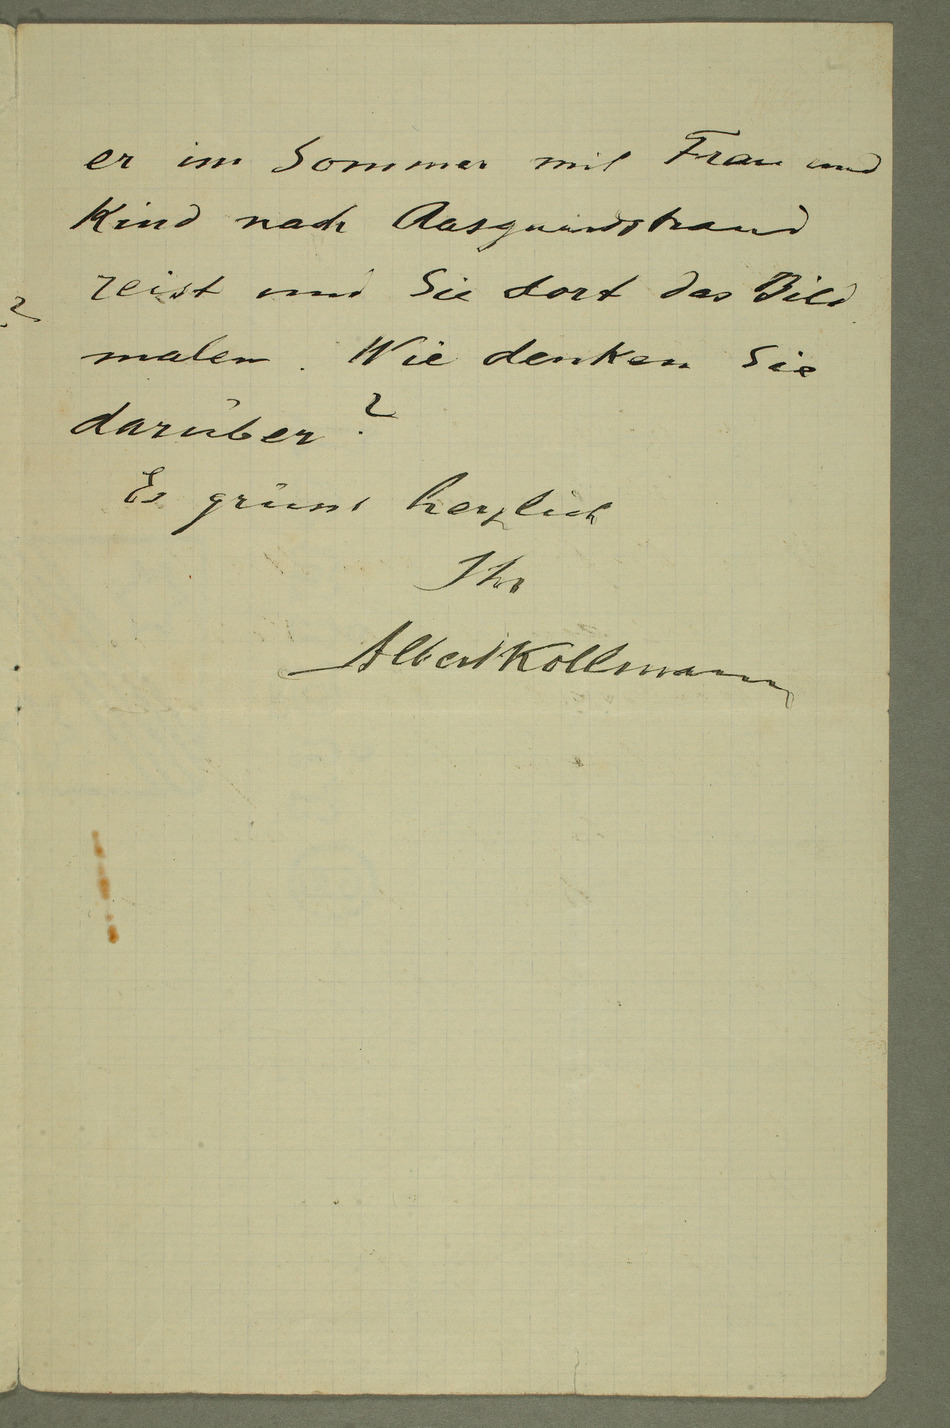 er im Sommer mit Frau und
Kind nach Aasgaardstrand
reist und Sie dort das Bild
malen. Wie denken Sie
darüber?
Es grüsst herzlich
Ihr
Albert Kollmann